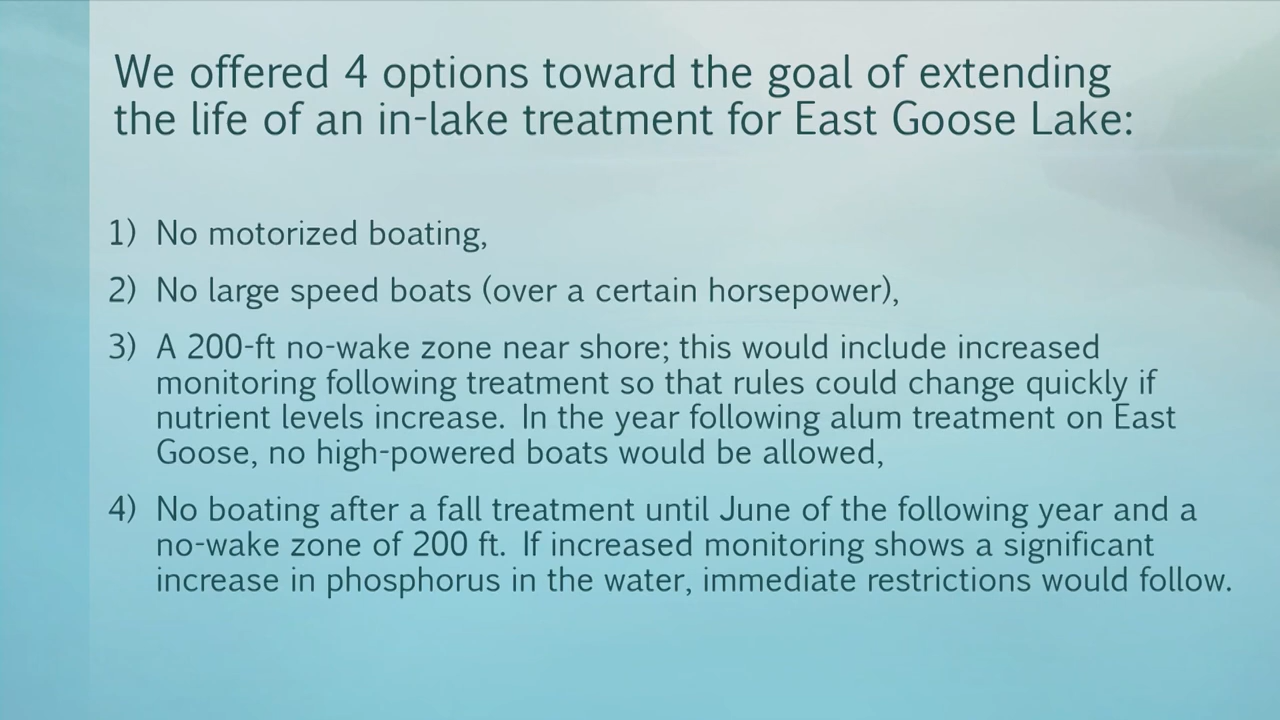 We offered 4 options toward the goal of extending
the life of an in-lake treatment for East Goose Lake:
1) No motorized boating,
2) No large speed boats (over a certain horsepower),
3) A 200-ft no-wake zone near shore; this would include increased
monitoring following treatment so that rules could change quickly if
nutrient levels increase. In the year following alum treatment on East
Goose, no high-powered boats would be allowed,
4) No boating after a fall treatment until June of the following year and a
no-wake zone of 200 ft. If increased monitoring shows a significant
increase in phosphorus in the water, immediate restrictions would follow.